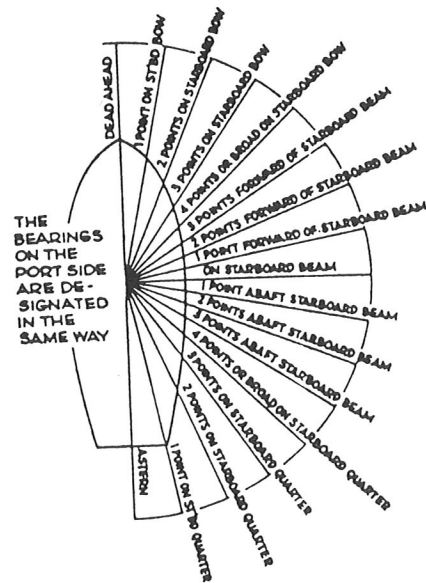 DEAD AHEAD
1 POINT ON ST'BD BOW
2 POINTS ON STARBOARD BOW
3 POINTS ON STARBOARD BOW
4 POINTS OR BROAD ON STARBOARD BOW
3 POINTS FORWARD OF STARBOARD BEAM
2 POINTS FORWARD OF STARBOARD BEAM
1 POINT FORWARD OF STARBOARD BEAM
ON STARBOARD BEAM
1 POINT ABAFT STARBOARD BEAM
2 POINTS ABAFT STARBOARD BEAM
3 POINTS ABAFT STARBOARD BEAM
4 POINTS OR BROAD ON STARBOARD QUARTER
3 POINTS ON STARBOARD QUARTER
2 POINTS ON STARBOARD QUARTER
1 POINT ON ST'BD QUARTER
ASTERN
THE
BEARINGS
ON THE
PORT SIDE
ARE DE-
SIGNATED
IN THE
SAME WAY